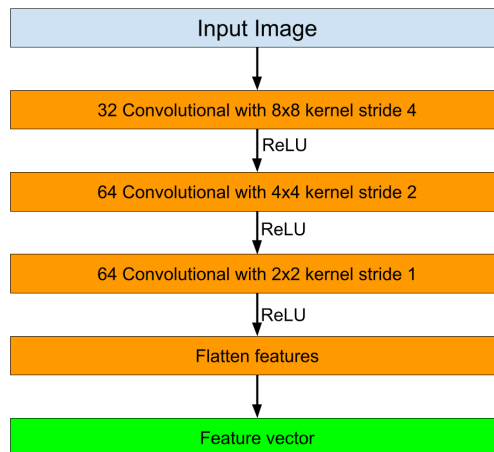 Input Image
32 Convolutional with 8x8 kernel stride 4
ReLU
64 Convolutional with 4x4 kernel stride 2
ReLU
64 Convolutional with 2x2 kernel stride 1
ReLU
Flatten features
Feature vector